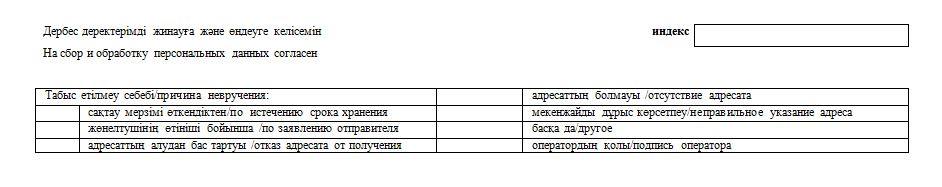 Дербес деректерімді жинауға және өңдеуге келісемін
индекс
На сбор и обработку персональных данных согласен
Табыс етілмеу себебі/причина невручения:
адресаттың болмауы /отсутствие адресата
сақтау мерзімі өткендіктен/по истечению срока хранения
мекенжайды дұрыс көрсетпеу/неправильное указание адреса
жөнелтушінің өтініші бойынша /по заявлению отправителя
басқа да/другое
адресаттың алудан бас тартуы /отказ адресата от получения
оператордың қолы/подпись оператора